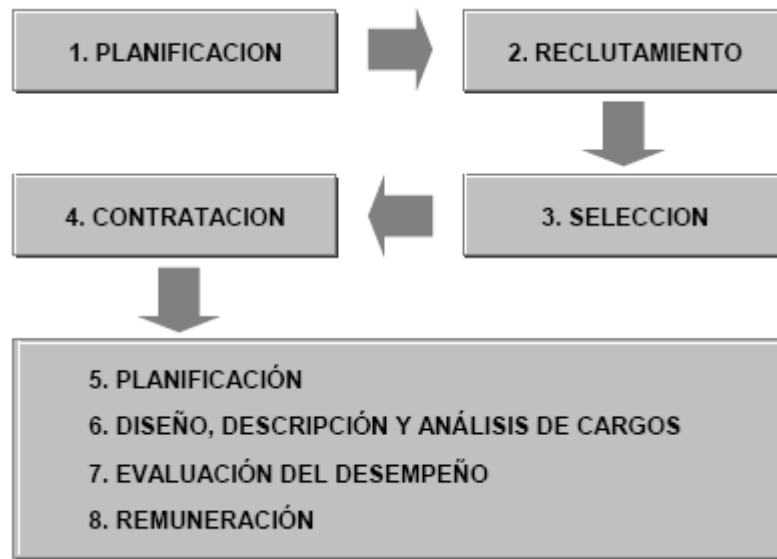 1. PLANIFICACION
2. RECLUTAMIENTO
3. SELECCION
4. CONTRATACION
5. PLANIFICACIÓN
6. DISEÑO, DESCRIPCIÓN Y ANÁLISIS DE CARGOS
7. EVALUACIÓN DEL DESEMPEÑO
8. REMUNERACIÓN